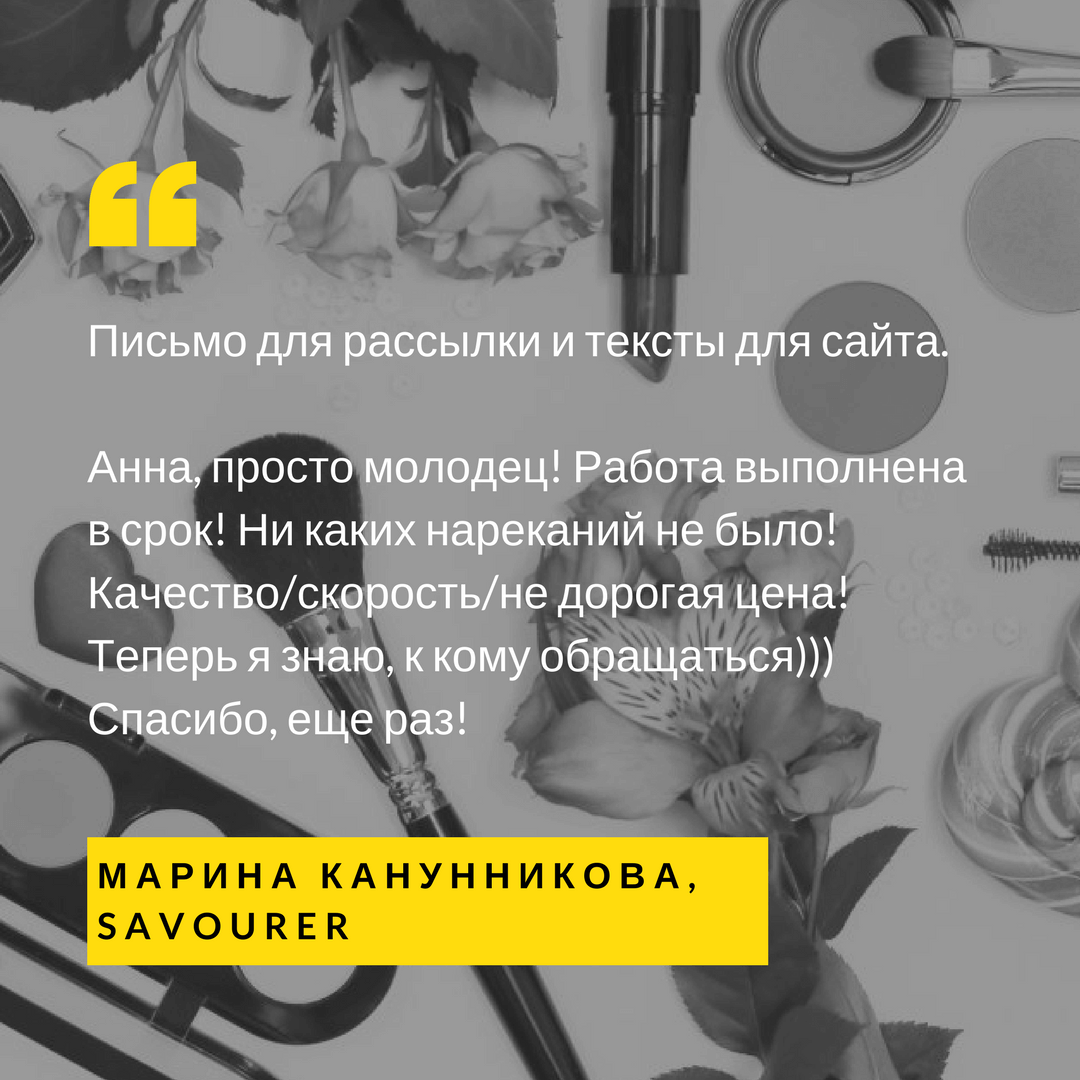 Письмо для рассылки и тексты для сайта.
Анна, просто молодец! Работа выполнена
в срок! Ни каких нареканий не было!
Качество/скорость/не дорогая цена!
Теперь я знаю, к кому обращаться)))
Спасибо, еще раз!
МАРИНА КАНУННИКОВА,
SAVOURER